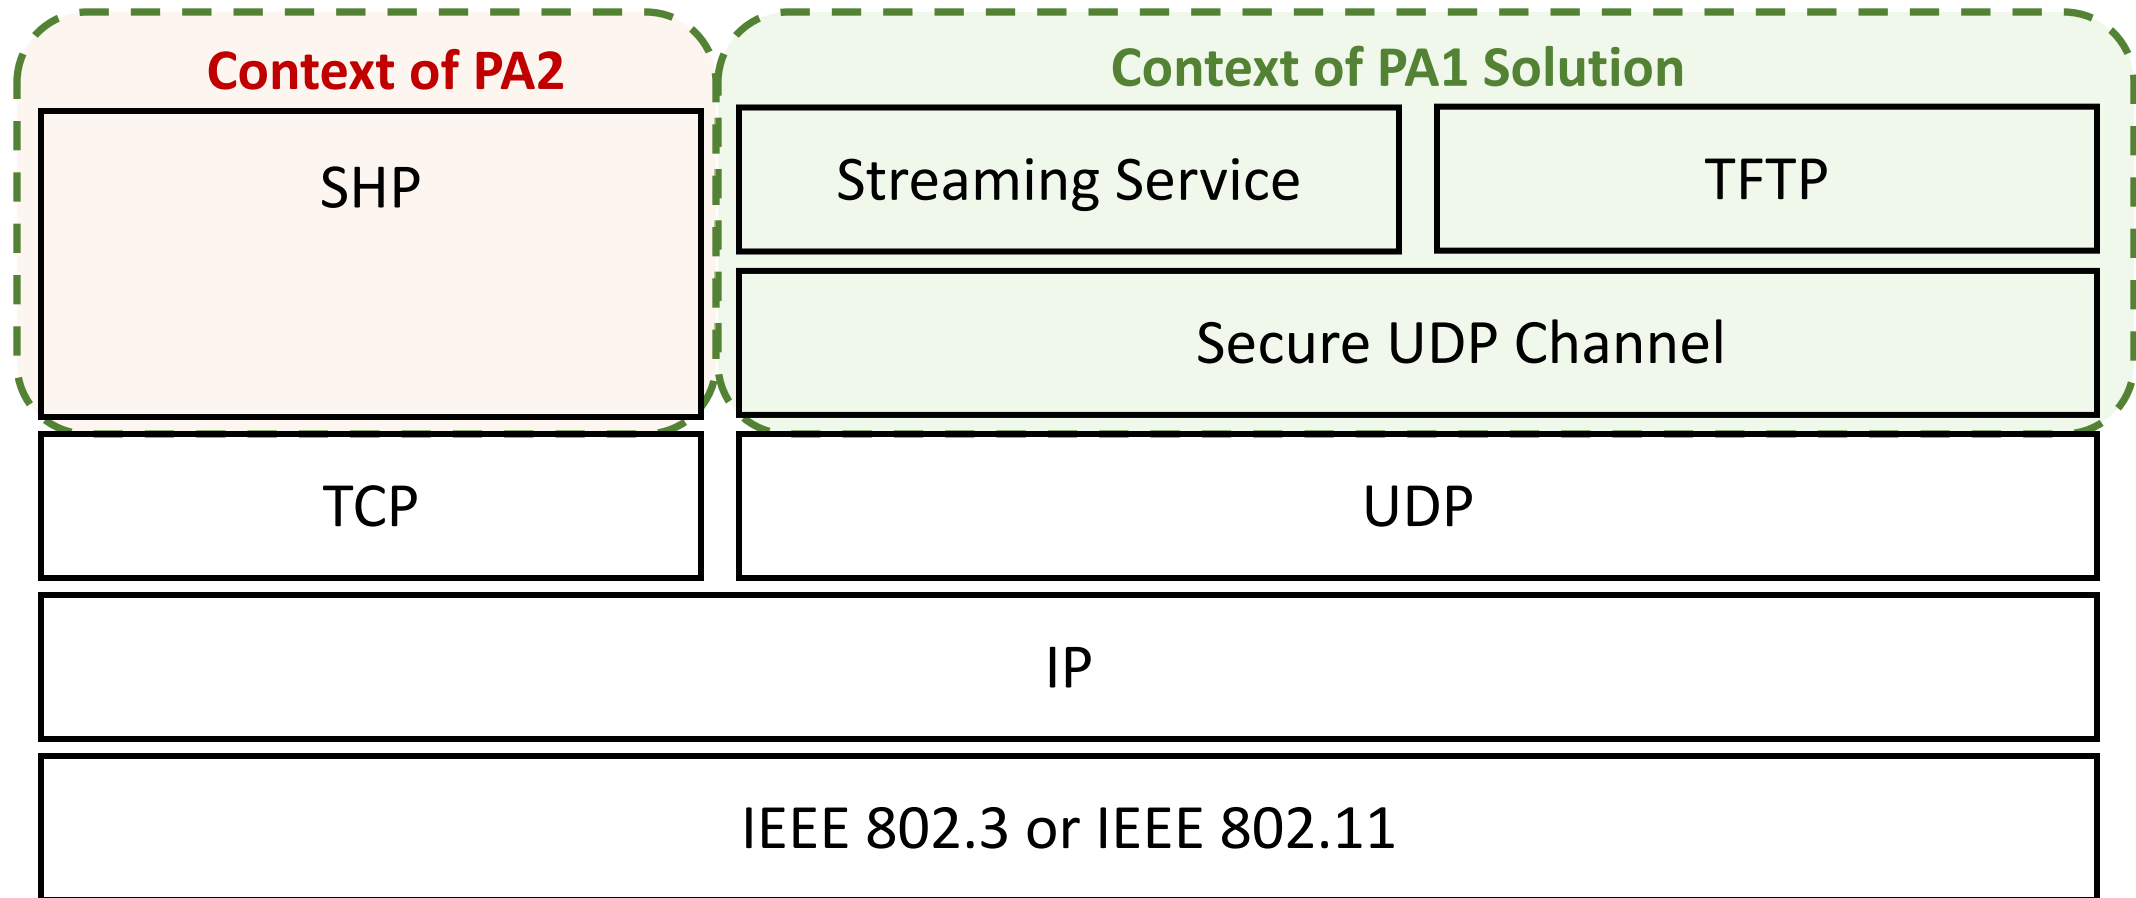 Context of PA2
Context of PA1 Solution
SHP
Streaming Service
TFTP
Secure UDP Channel
TCP
UDP
IP
IEEE 802.3 or IEEE 802.11